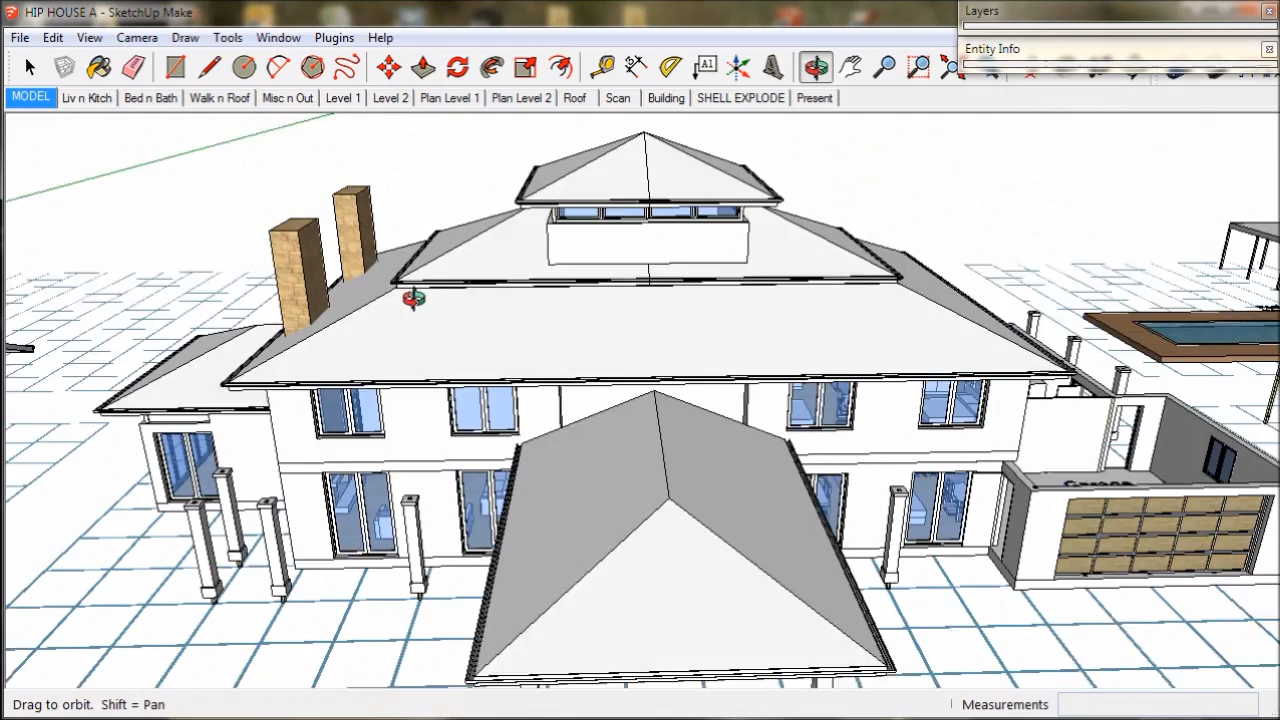 HIP HOUSE A - SketchUp Make
Layers
File Edit View Camera Draw Tools Window Plugins Help
Entity Info
A1
MODEL Liv n Kitch Bed n Bath Walk n Roof Misc n Out Level 1 Level 2 Plan Level 1 Plan Level 2 Roof Scan Building SHELL EXPLODE Present
Drag to orbit. Shift = Pan
Measurements